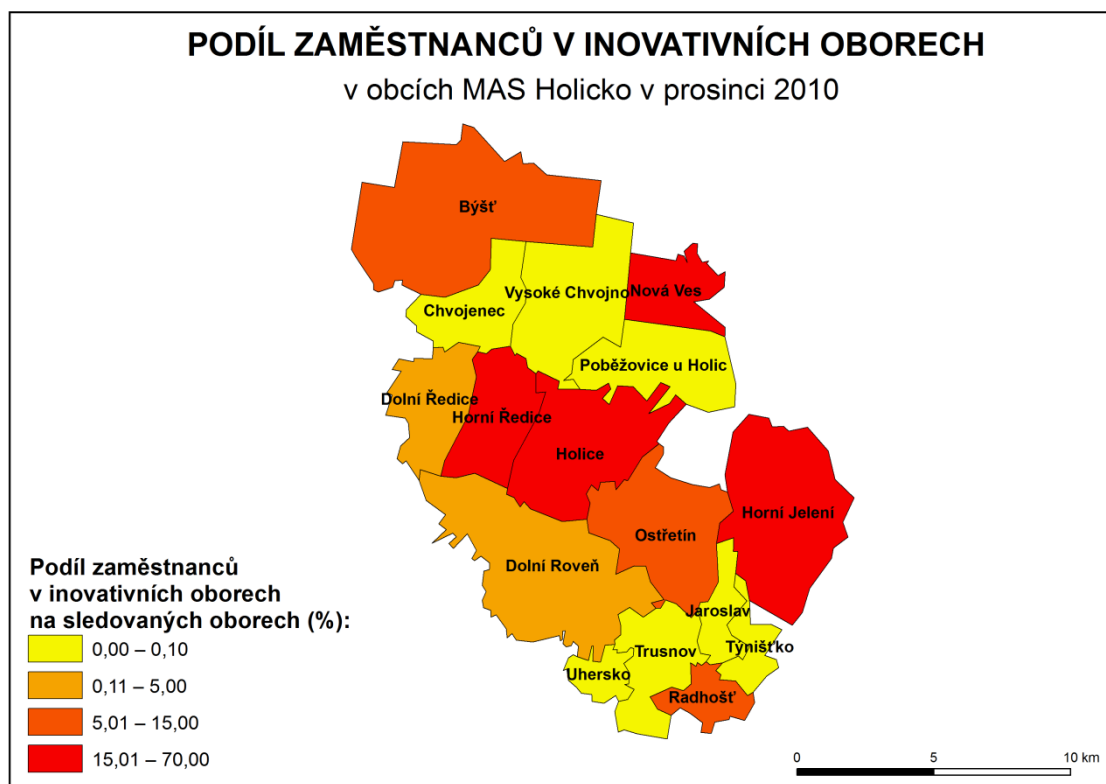 PODÍL ZAMĚSTNANCŮ V INOVATIVNÍCH OBORECH
v obcích MAS Holicko v prosinci 2010
Býšť
Vysoké Chvojno
Nová Ves
Chvojenec
Poběžovice u Holic
Dolní Ředice
Horní Ředice
Holice
Horní Jelení
Ostřetín
Dolní Roveň
Jaroslav
Týnišťko
Trusnov
Uhersko
Radhošť
Podíl zaměstnanců
v inovativních oborech
na sledovaných oborech (%):
0,00 – 0,10
0,11 – 5,00
5,01 – 15,00
15,01 – 70,00
0 5 10 km